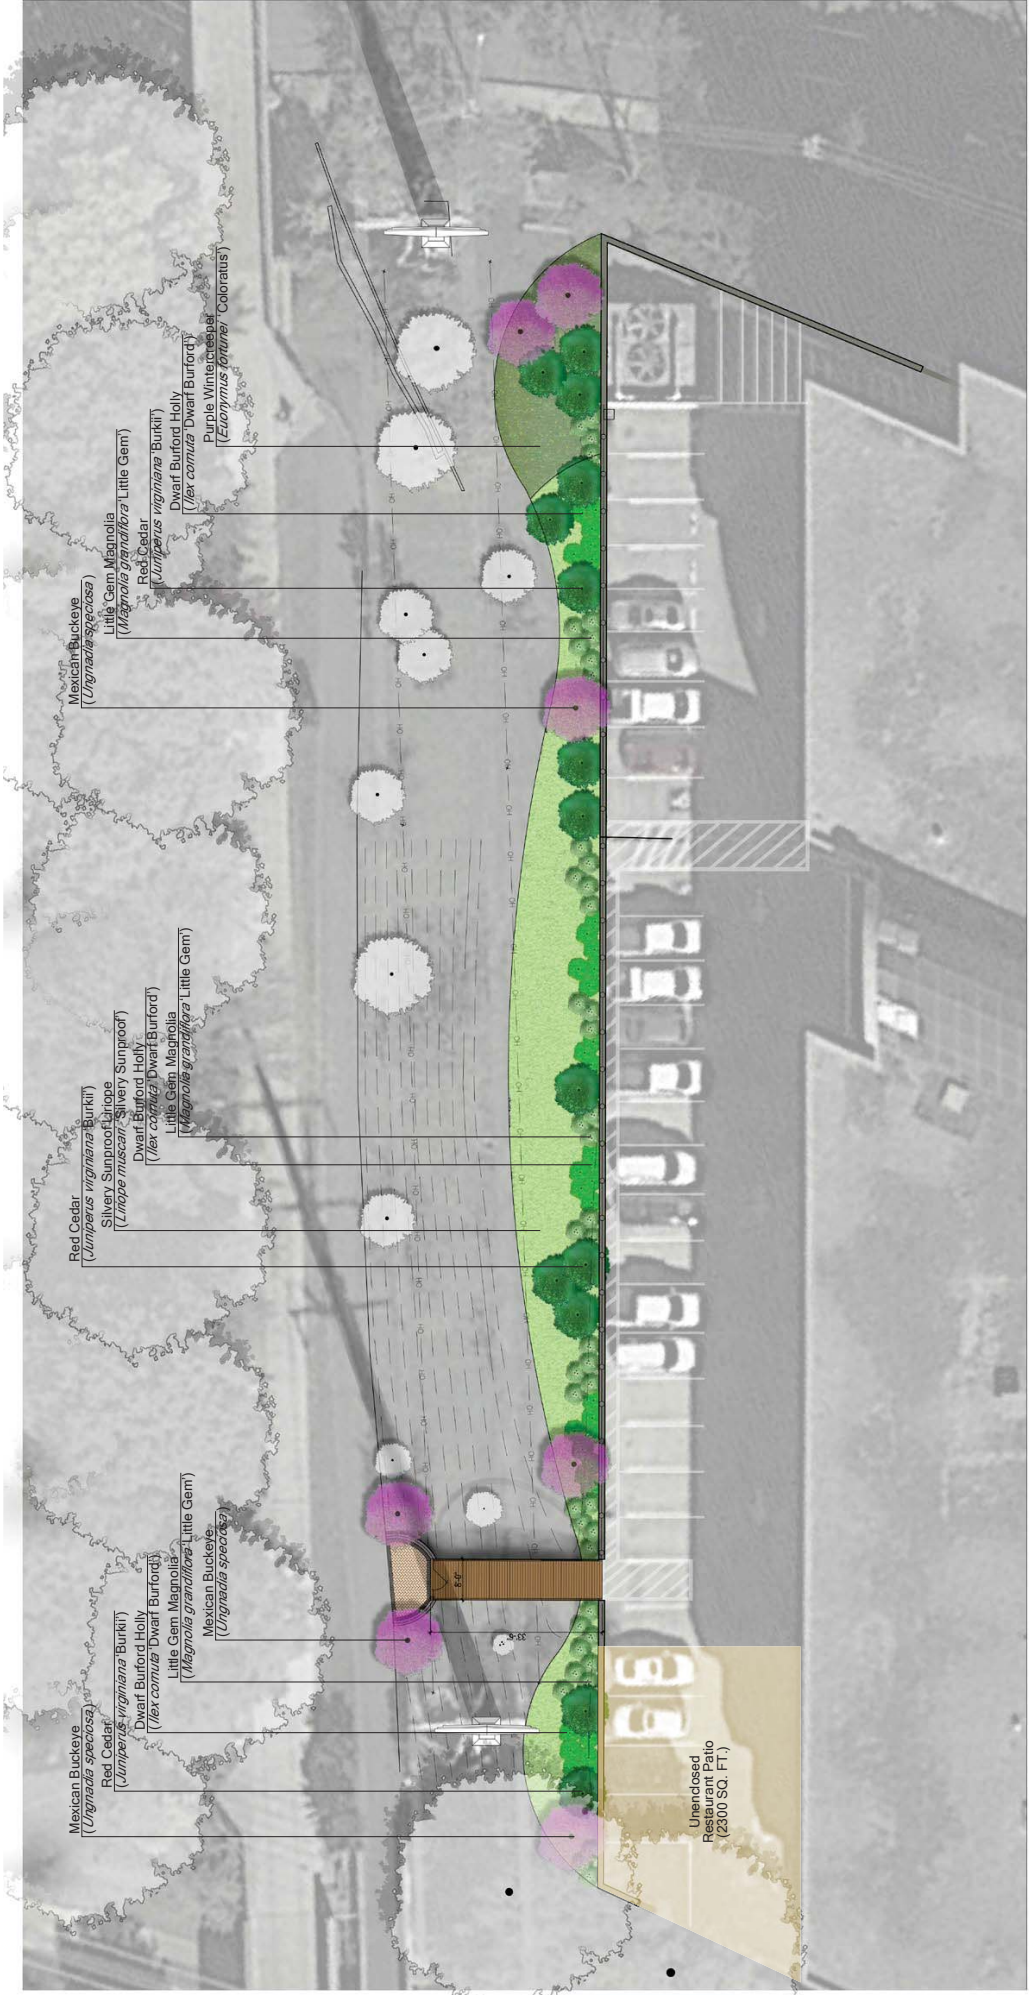 Mexican Buckeye
(Ungnadia speciosa)
Red Cedar
(Juniperus virginiana 'Burkii')
Dwarf Burford Holly
(Ilex cornuta 'Dwarf Burford')
Little Gem Magnolia
(Magnolia grandiflora 'Little Gem')
Mexican Buckeye
(Ungnadia speciosa)
Red Cedar
(Juniperus virginiana 'Burkii')
Silvery Sunproof Liriope
(Liriope muscari 'Silvery Sunproof')
Dwarf Burford Holly
(Ilex cornuta 'Dwarf Burford')
Little Gem Magnolia
(Magnolia grandiflora 'Little Gem')
Mexican Buckeye
(Ungnadia speciosa)
Little Gem Magnolia
(Magnolia grandiflora 'Little Gem')
Red Cedar
(Juniperus virginiana 'Burkii')
Dwarf Burford Holly
(Ilex cornuta 'Dwarf Burford')
Purple Wintercreeper
(Euonymus fortunei 'Coloratus')
8'-0"
33'-6"
Unenclosed
Restaurant Patio
(2300 SQ. FT.)